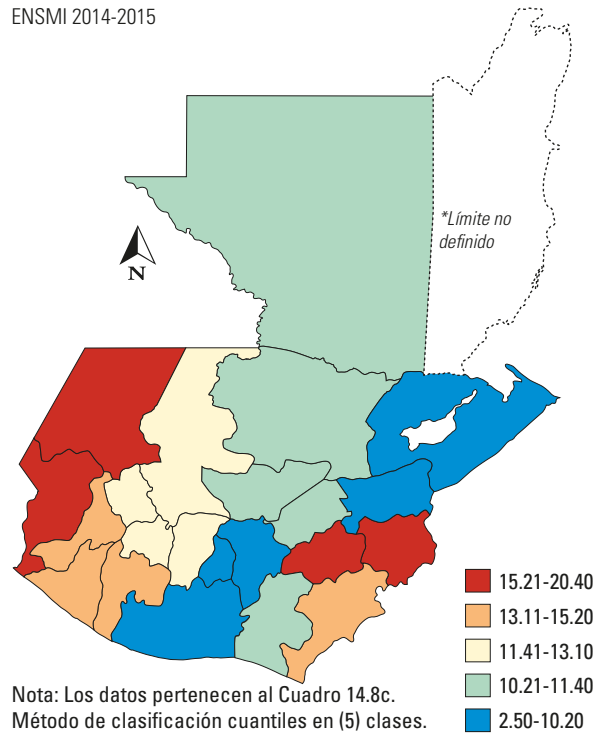 ENSMI 2014-2015
*Límite no
definido
N
15.21-20.40
13.11-15.20
11.41-13.10
10.21-11.40
2.50-10.20
Nota: Los datos pertenecen al Cuadro 14.8c.
Método de clasificación cuantiles en (5) clases.